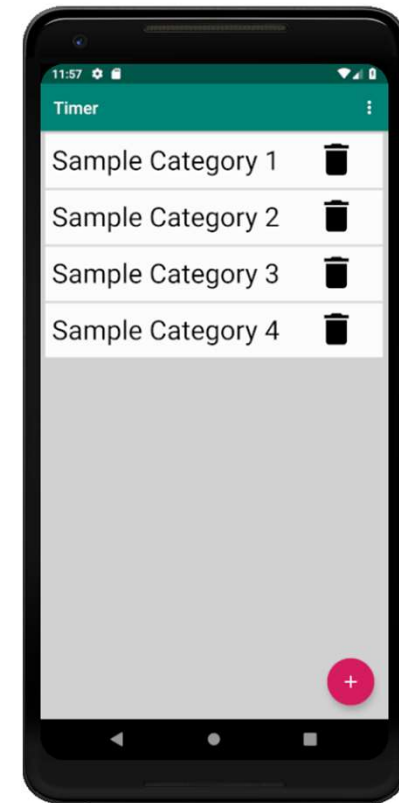 11:57
Timer
Sample Category 1
Sample Category 2
Sample Category 3
Sample Category 4
+